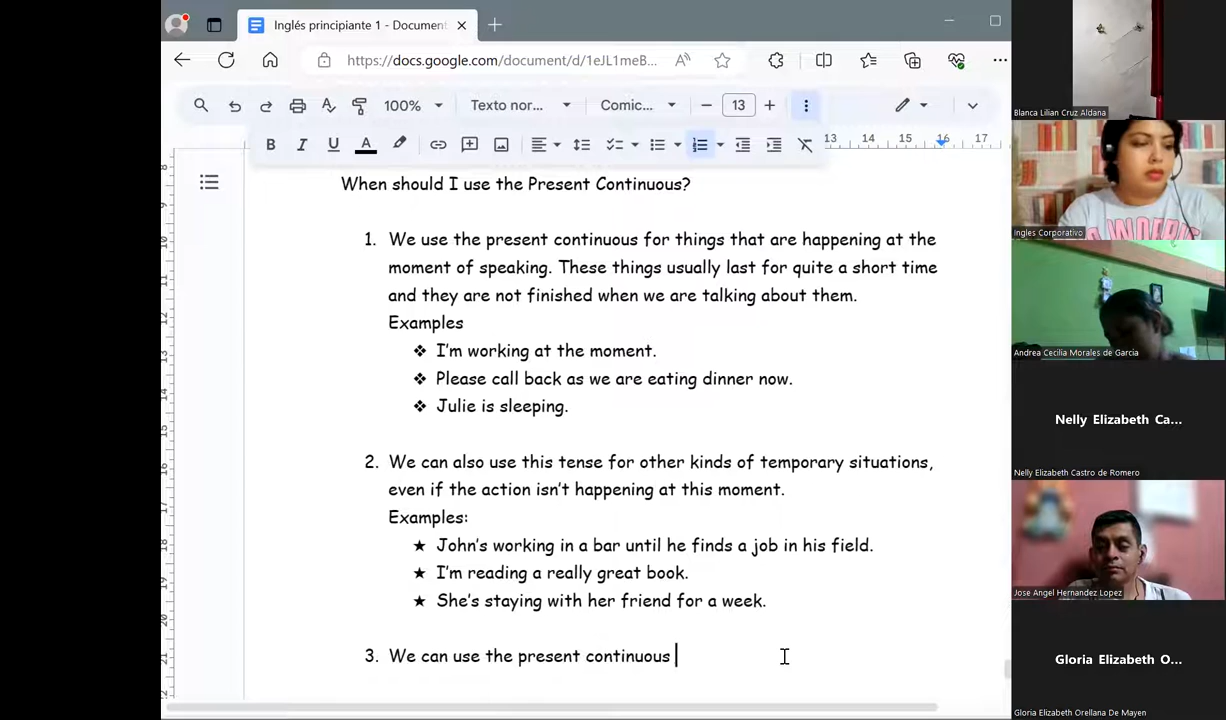 Inglés principiante 1 - Document
https://docs.google.com/document/d/1eJL1meB...
100%
Texto nor...
Comic...
13
13 14 15 16 17
When should I use the Present Continuous?
1. We use the present continuous for things that are happening at the
moment of speaking. These things usually last for quite a short time
and they are not finished when we are talking about them.
Examples
❖ I'm working at the moment.
❖ Please call back as we are eating dinner now.
❖ Julie is sleeping.
2. We can also use this tense for other kinds of temporary situations,
even if the action isn't happening at this moment.
Examples:
★ John's working in a bar until he finds a job in his field.
★ I'm reading a really great book.
★ She's staying with her friend for a week.
3. We can use the present continuous
Blanca Lilian Cruz Aldana
Ingles Corporativo
Andrea Cecilia Morales de Garcia
Nelly Elizabeth Ca...
Nelly Elizabeth Castro de Romero
Jose Angel Hernandez Lopez
Gloria Elizabeth O...
Gloria Elizabeth Orellana De Mayen